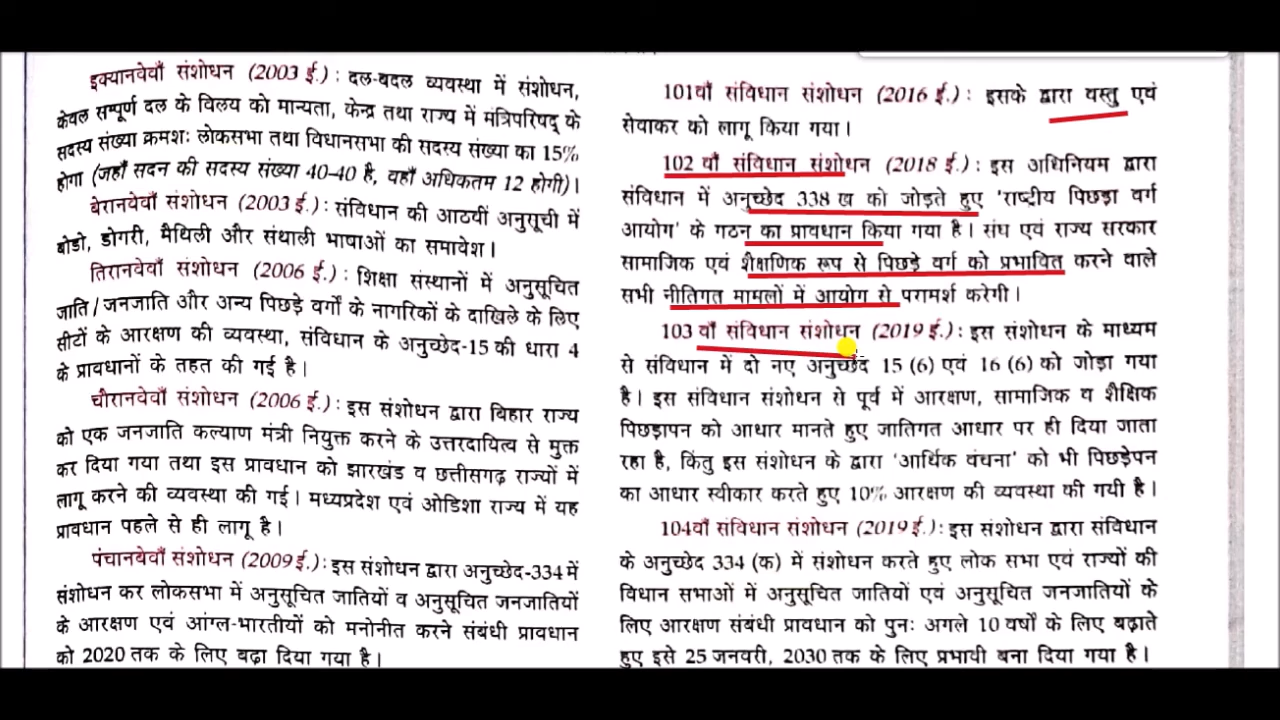 इक्यानवेवाँ संशोधन (2003 ई.) : दल-बदल व्यवस्था में संशोधन,
केवल सम्पूर्ण दल के विलय को मान्यता, केन्द्र तथा राज्य में मंत्रिपरिषद् के
सदस्य संख्या क्रमशः लोकसभा तथा विधानसभा की सदस्य संख्या का 15%
होगा (जहाँ सदन की सदस्य संख्या 40-40 है, वहाँ अधिकतम 12 होगी)।
बेरानवेवाँ संशोधन (2003 ई.) : संविधान की आठवीं अनुसूची में
बोडो, डोगरी, मैथिली और संथाली भाषाओं का समावेश।
तिरानवेवाँ संशोधन (2006 ई.) : शिक्षा संस्थानों में अनुसूचित
जाति/जनजाति और अन्य पिछड़े वर्गों के नागरिकों के दाखिले के लिए
सीटों के आरक्षण की व्यवस्था, संविधान के अनुच्छेद-15 की धारा 4
के प्रावधानों के तहत की गई है।
चौरानवेवाँ संशोधन (2006 ई.) : इस संशोधन द्वारा बिहार राज्य
को एक जनजाति कल्याण मंत्री नियुक्त करने के उत्तरदायित्व से मुक्त
कर दिया गया तथा इस प्रावधान को झारखंड व छत्तीसगढ़ राज्यों में
लागू करने की व्यवस्था की गई। मध्यप्रदेश एवं ओडिशा राज्य में यह
प्रावधान पहले से ही लागू है।
पंचानबेवाँ संशोधन (2009 ई.) : इस संशोधन द्वारा अनुच्छेद-334 में
संशोधन कर लोकसभा में अनुसूचित जातियों व अनुसूचित जनजातियों
के आरक्षण एवं आंग्ल-भारतीयों को मनोनीत करने संबंधी प्रावधान
को 2020 तक के लिए बढ़ा दिया गया है।
101वाँ संविधान संशोधन (2016 ई.) : इसके द्वारा वस्तु एवं
सेवाकर को लागू किया गया।
102 वाँ संविधान संशोधन (2018 ई.) : इस अधिनियम द्वारा
संविधान में अनुच्छेद 338 ख को जोड़ते हुए 'राष्ट्रीय पिछड़ा वर्ग
आयोग' के गठन का प्रावधान किया गया है। संघ एवं राज्य सरकार
सामाजिक एवं शैक्षणिक रूप से पिछड़े वर्ग को प्रभावित करने वाले
सभी नीतिगत मामलों में आयोग से परामर्श करेगी।
103 वाँ संविधान संशोधन (2019 ई.) : इस संशोधन के माध्यम
से संविधान में दो नए अनुच्छेद 15 (6) एवं 16 (6) को जोड़ा गया
है। इस संविधान संशोधन से पूर्व में आरक्षण, सामाजिक व शैक्षिक
पिछड़ापन को आधार मानते हुए जातिगत आधार पर ही दिया जाता
रहा है, किंतु इस संशोधन के द्वारा 'आर्थिक वंचना' को भी पिछड़ेपन
का आधार स्वीकार करते हुए 10% आरक्षण की व्यवस्था की गयी है।
104वाँ संविधान संशोधन (2019 ई.) : इस संशोधन द्वारा संविधान
के अनुच्छेद 334 (क) में संशोधन करते हुए लोक सभा एवं राज्यों की
विधान सभाओं में अनुसूचित जातियों एवं अनुसूचित जनजातियों के
लिए आरक्षण संबंधी प्रावधान को पुनः अगले 10 वर्षों के लिए बढ़ाते
हुए इसे 25 जनवरी, 2030 तक के लिए प्रभावी बना दिया गया है।